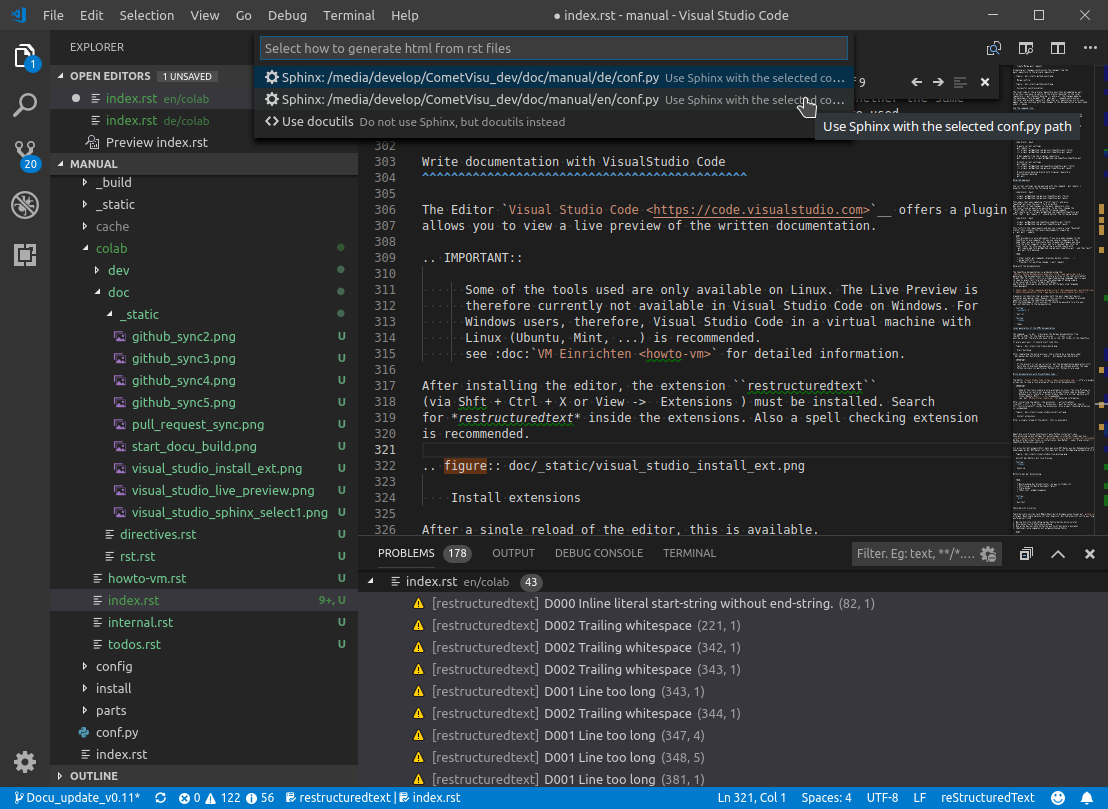 File Edit Selection View Go Debug Terminal Help
● index.rst - manual - Visual Studio Code
EXPLORER
OPEN EDITORS 1 UNSAVED
index.rst en/colab
index.rst de/colab
Preview index.rst
MANUAL
_build
_static
cache
colab
dev
doc
_static
github_sync2.png U
github_sync3.png U
github_sync4.png U
github_sync5.png U
pull_request_sync.png U
start_docu_build.png U
visual_studio_install_ext.png U
visual_studio_live_preview.png U
visual_studio_sphinx_select1.png U
directives.rst U
rst.rst U
howto-vm.rst U
index.rst 9+, U
internal.rst U
todos.rst U
config
install
parts
conf.py
index.rst
OUTLINE
1
20
Select how to generate html from rst files
Sphinx: /media/develop/CometVisu_dev/doc/manual/de/conf.py Use Sphinx with the selected co...
Sphinx: /media/develop/CometVisu_dev/doc/manual/en/conf.py Use Sphinx with the selected co...
Use docutils Do not use Sphinx, but docutils instead
Use Sphinx with the selected conf.py path
302
303 Write documentation with VisualStudio Code
304 ^^^^^^^^^^^^^^^^^^^^^^^^^^^^^^^^^^^^^^^^^^^^^
305
306 The Editor `Visual Studio Code <https://code.visualstudio.com>`__ offers a plugin
307 allows you to view a live preview of the written documentation.
308
309 .. IMPORTANT::
310
311 Some of the tools used are only available on Linux. The Live Preview is
312 therefore currently not available in Visual Studio Code on Windows. For
313 Windows users, therefore, Visual Studio Code in a virtual machine with
314 Linux (Ubuntu, Mint, ...) is recommended.
315 see :doc:`VM Einrichten <howto-vm>` for detailed information.
316
317 After installing the editor, the extension ``restructuredtext``
318 (via Shft + Ctrl + X or View -> Extensions ) must be installed. Search
319 for *restructuredtext* inside the extensions. Also a spell checking extension
320 is recommended.
321
322 .. figure:: doc/_static/visual_studio_install_ext.png
323
324 Install extensions
325
326 After a single reload of the editor, this is available.
PROBLEMS 178 OUTPUT DEBUG CONSOLE TERMINAL
Filter. Eg: text, **/*....
index.rst en/colab 43
[restructuredtext] D000 Inline literal start-string without end-string. (82, 1)
[restructuredtext] D002 Trailing whitespace (221, 1)
[restructuredtext] D002 Trailing whitespace (342, 1)
[restructuredtext] D002 Trailing whitespace (343, 1)
[restructuredtext] D001 Line too long (343, 1)
[restructuredtext] D002 Trailing whitespace (344, 1)
[restructuredtext] D001 Line too long (347, 4)
[restructuredtext] D001 Line too long (348, 5)
[restructuredtext] D001 Line too long (381, 1)
Docu_update_v0.11* 0 122 56 restructuredtext | index.rst
Ln 321, Col 1 Spaces: 4 UTF-8 LF reStructuredText